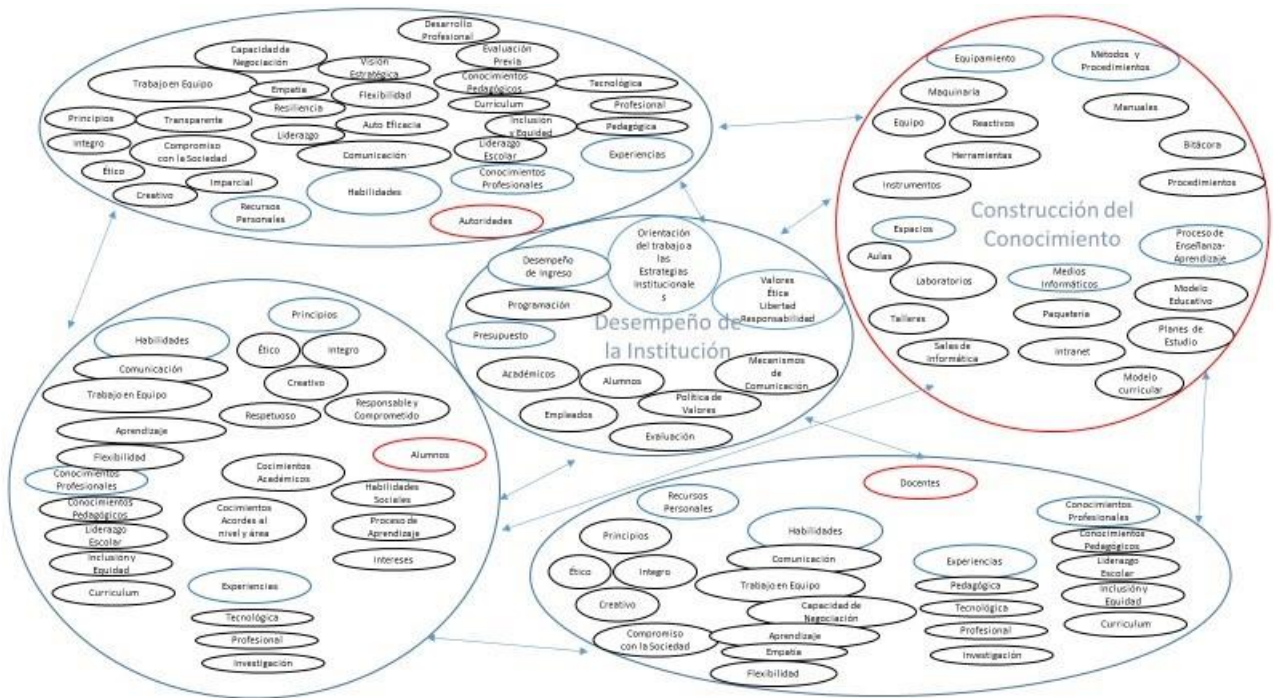 Desarrollo
Profesional
Capacidad de
Negociación
Visión
Estratégica
Evaluación
Previa
Trabajo en Equipo
Empatía
Flexibilidad
Conocimientos
Pedagógicos
Tecnológica
Resiliencia
Curriculum
Profesional
Principios
Transparente
Liderazgo
Auto Eficacia
Inclusión
y Equidad
Pedagógica
Integro
Compromiso
con la Sociedad
Comunicación
Liderazgo
Escolar
Experiencias
Ético
Imparcial
Creativo
Habilidades
Conocimientos
Profesionales
Recursos
Personales
Autoridades
Equipamiento
Métodos y
Procedimientos
Maquinaria
Manuales
Equipo
Reactivos
Herramientas
Bitácora
Instrumentos
Procedimientos
Construcción del
Conocimiento
Espacios
Proceso de
Enseñanza-
Aprendizaje
Aulas
Laboratorios
Medios
Informáticos
Modelo
Educativo
Talleres
Paquetería
Planes de
Estudio
Salas de
Informática
Intranet
Modelo
curricular
Orientación
del trabajo a
las
Estrategias
Institucionale
s
Desempeño
de Ingreso
Valores
Ética
Libertad
Responsabilidad
Programación
Presupuesto
Desempeño de
la Institución
Académicos
Alumnos
Mecanismos
de
Comunicación
Empleados
Política de
Valores
Evaluación
Principios
Habilidades
Ético
Integro
Comunicación
Creativo
Trabajo en Equipo
Respetuoso
Responsable y
Comprometido
Aprendizaje
Flexibilidad
Alumnos
Conocimientos
Profesionales
Cocimientos
Académicos
Conocimientos
Pedagógicos
Habilidades
Sociales
Liderazgo
Escolar
Cocimientos
Acordes al
nivel y área
Proceso de
Aprendizaje
Inclusión y
Equidad
Intereses
Curriculum
Experiencias
Tecnológica
Profesional
Investigación
Docentes
Recursos
Personales
Habilidades
Conocimientos
Profesionales
Principios
Conocimientos
Pedagógicos
Comunicación
Experiencias
Ético
Integro
Trabajo en Equipo
Pedagógica
Liderazgo
Escolar
Creativo
Capacidad de
Negociación
Tecnológica
Inclusión y
Equidad
Compromiso
con la Sociedad
Aprendizaje
Profesional
Curriculum
Empatía
Investigación
Flexibilidad